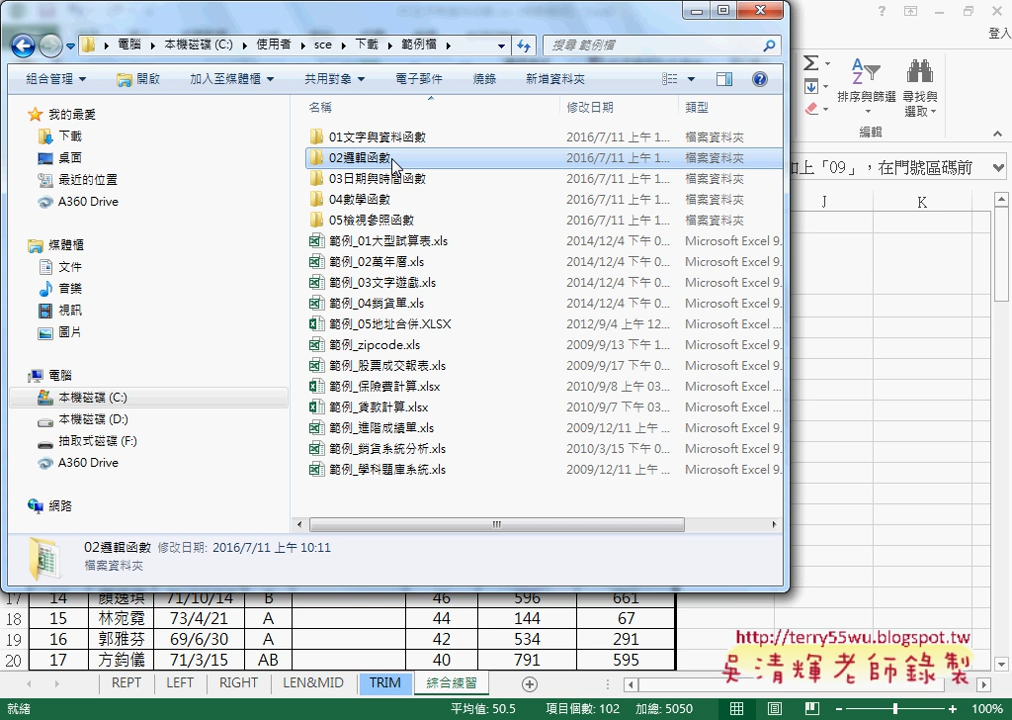 登入
電腦 本機磁碟 (C:) 使用者 sce 下載 範例檔
搜尋 範例檔
組合管理 開啟 加入至媒體櫃 共用對象 電子郵件 燒錄 新增資料夾
排序與篩選 尋找與
選取
編輯
上「09」，在門號區碼前
J K
我的最愛
下載
桌面
最近的位置
A360 Drive
媒體櫃
文件
音樂
視訊
圖片
電腦
本機磁碟 (C:)
本機磁碟 (D:)
抽取式磁碟 (F:)
A360 Drive
網路
名稱 修改日期 類型
01文字與資料函數 2016/7/11 上午 1... 檔案資料夾
02邏輯函數 2016/7/11 上午 1... 檔案資料夾
03日期與時間函數 2016/7/11 上午 1... 檔案資料夾
04數學函數 2016/7/11 上午 1... 檔案資料夾
05檢視參照函數 2016/7/11 上午 1... 檔案資料夾
範例_01大型試算表.xls 2014/12/4 下午 0... Microsoft Excel 9.
範例_02萬年曆.xls 2014/12/4 下午 0... Microsoft Excel 9.
範例_03文字遊戲.xls 2014/12/4 下午 0... Microsoft Excel 9.
範例_04銷貨單.xls 2014/12/4 下午 0... Microsoft Excel 9.
範例_05地址合併.XLSX 2012/9/4 上午 12... Microsoft Excel ...
範例_zipcode.xls 2009/9/13 下午 1... Microsoft Excel 9.
範例_股票成交報表.xls 2009/9/17 下午 0... Microsoft Excel 9.
範例_保險費計算.xlsx 2010/9/8 上午 03... Microsoft Excel ...
範例_貸款計算.xlsx 2010/9/7 下午 03... Microsoft Excel ...
範例_進階成績單.xls 2009/12/11 上午 ... Microsoft Excel 9.
範例_銷貨系統分析.xls 2010/3/15 下午 0... Microsoft Excel 9.
範例_學科題庫系統.xls 2009/12/11 上午 ... Microsoft Excel 9.
02邏輯函數 修改日期: 2016/7/11 上午 10:11
檔案資料夾
17 14 顏逸琪 71/10/14 B 46 596 661
18 15 林宛霓 73/4/21 A 44 144 67
19 16 郭雅芬 69/6/30 A 42 534 291
20 17 方鈞儀 71/3/15 AB 40 791 595
http://terry55wu.blogspot.tw
吳清輝老師錄製
REPT LEFT RIGHT LEN&MID TRIM 綜合練習
就緒 平均值: 50.5 項目個數: 102 加總: 5050 100%